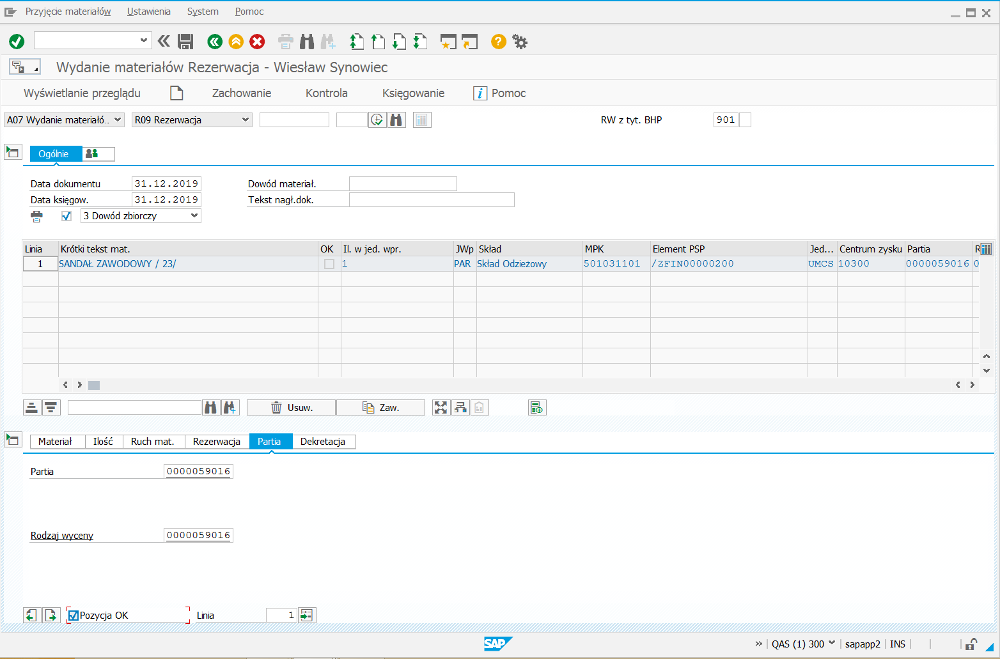 Przyjęcie materiałów Ustawienia System Pomoc
Wydanie materiałów Rezerwacja - Wiesław Synowiec
Wyświetlanie przeglądu Zachowanie Kontrola Księgowanie Pomoc
A07 Wydanie materiałó.. R09 Rezerwacja RW z tyt. BHP 901
Ogólnie
Data dokumentu 31.12.2019 Dowód materiał.
Data księgow. 31.12.2019 Tekst nagł.dok.
3 Dowód zbiorczy
Linia Krótki tekst mat. OK Il. w jed. wpr. JWp Skład MPK Element PSP Jed... Centrum zysku Partia R
1 SANDAŁ ZAWODOWY / 23/ 1 PAR Skład Odzieżowy 501031101 /ZFIN00000200 UMCS 10300 0000059016 0
Usuw. Zaw.
Materiał Ilość Ruch mat. Rezerwacja Partia Dekretacja
Partia 0000059016
Rodzaj wyceny 0000059016
Pozycja OK Linia 1
SAP QAS (1) 300 sapapp2 INS